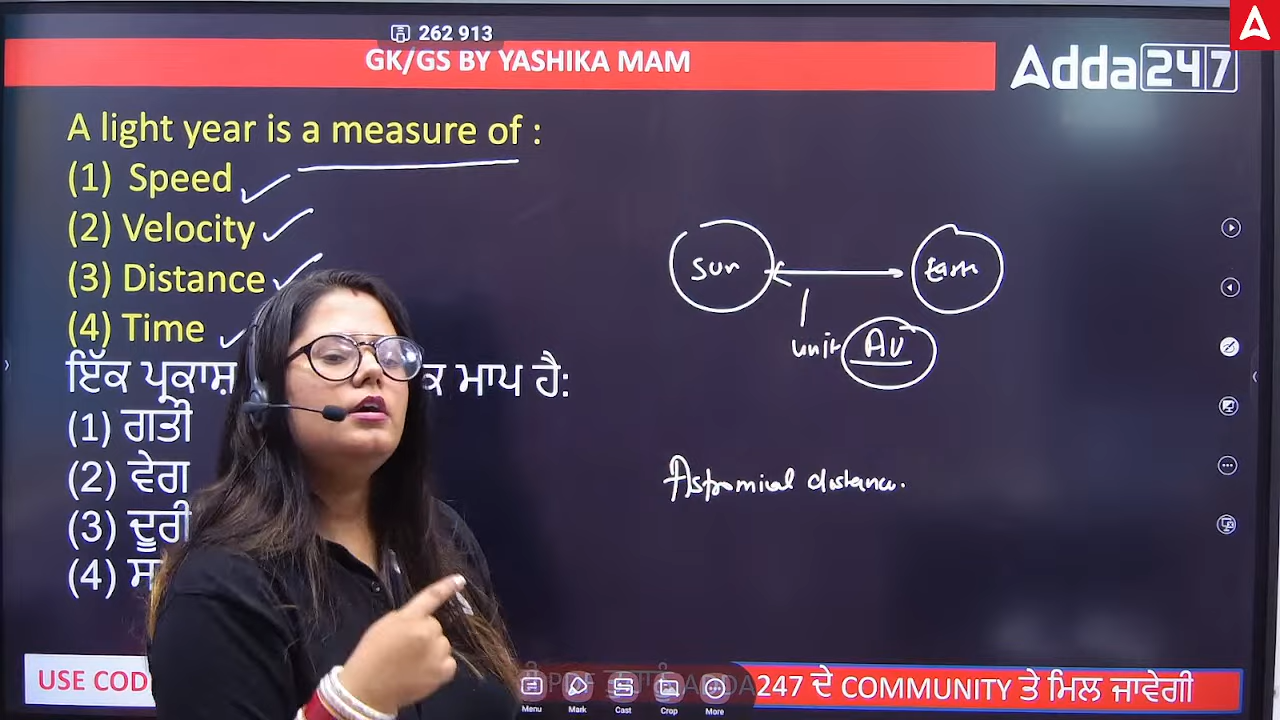 262 913
GK/GS BY YASHIKA MAM
Adda247
A light year is a measure of :
(1) Speed
(2) Velocity
(3) Distance
(4) Time
ਇੱਕ ਪ੍ਰਕਾਸ਼ ਮਾਪ ਹੈ:
(1) ਗਤੀ
(2) ਵੇਗ
(3) ਦੂਰੀ
(4)
Sun
unit AU
distance.
USE COD
247 ਦੇ COMMUNITY ਤੇ ਮਿਲ ਜਾਵੇਗੀ
Menu Mark Cast Crop More